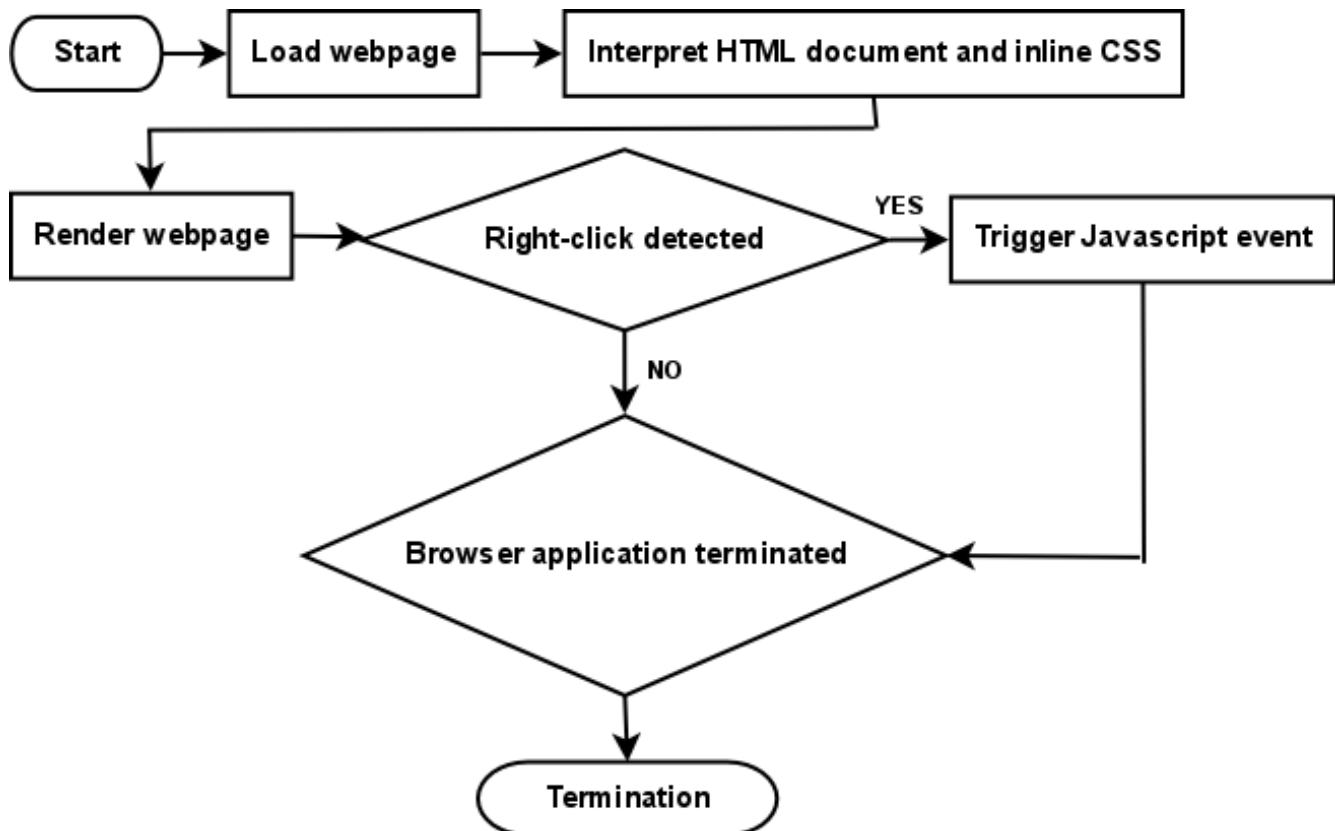 Start
Load webpage
Interpret HTML document and inline CSS
Render webpage
Right-click detected
YES
Trigger Javascript event
NO
Browser application terminated
Termination